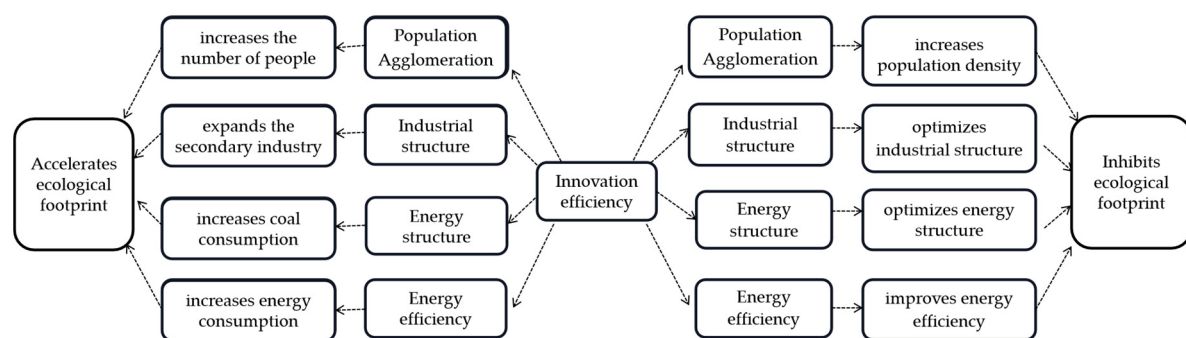 increases the
number of people
Population
Agglomeration
Population
Agglomeration
increases
population density
expands the
secondary industry
Industrial
structure
Industrial
structure
optimizes
industrial structure
Accelerates
ecological
footprint
Innovation
efficiency
Inhibits
ecological
footprint
increases coal
consumption
Energy
structure
Energy
structure
optimizes energy
structure
increases energy
consumption
Energy
efficiency
Energy
efficiency
improves energy
efficiency